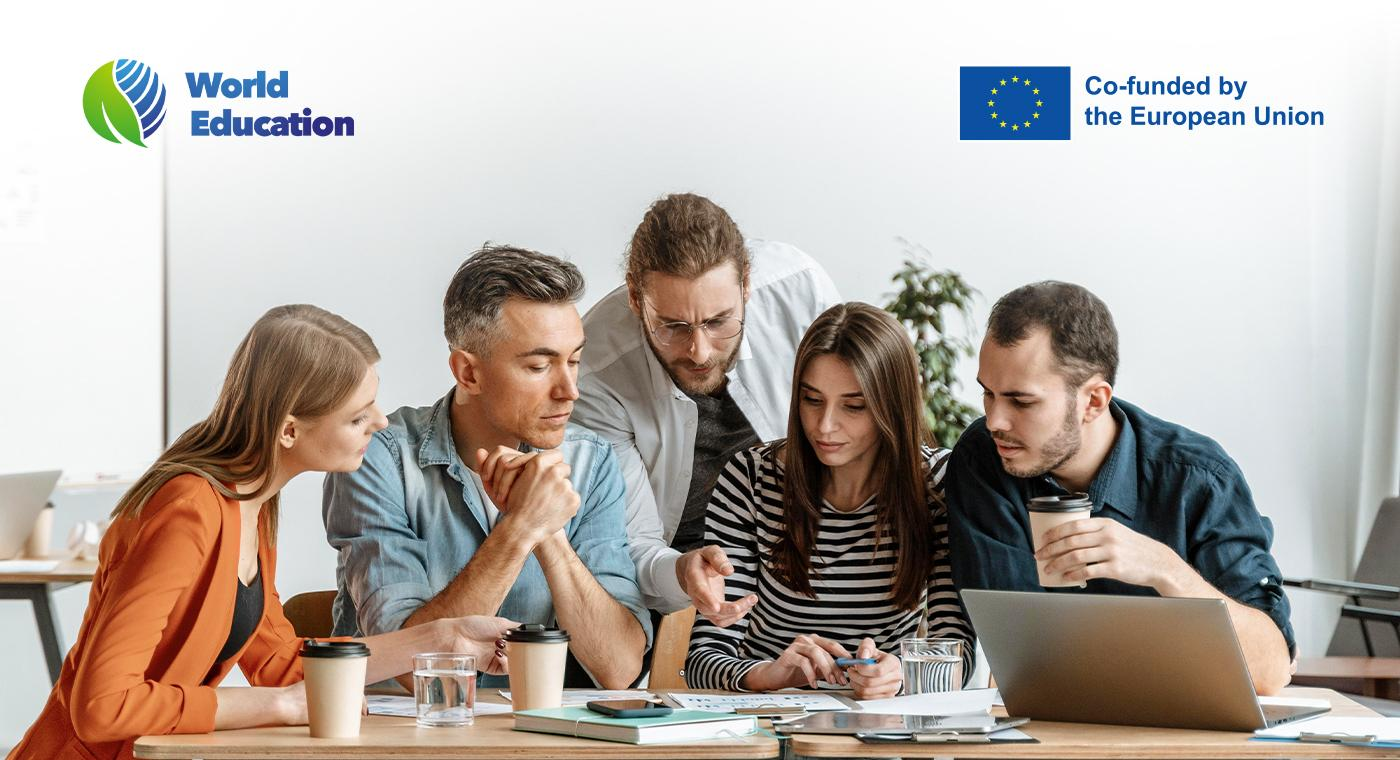 World
Education
Co-funded by
the European Union